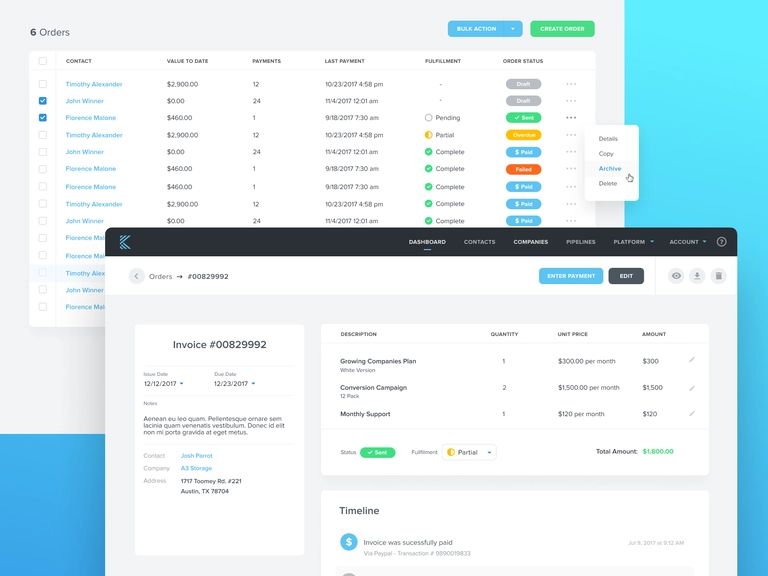 6 Orders
BULK ACTION
CREATE ORDER
CONTACT VALUE TO DATE PAYMENTS LAST PAYMENT FULFILLMENT ORDER STATUS
Timothy Alexander $2,900.00 12 10/23/2017 4:58 pm - Draft
John Winner $0.00 24 11/4/2017 12:01 am - Draft
Florence Malone $460.00 1 9/18/2017 7:30 am Pending Sent
Timothy Alexander $2,900.00 12 10/23/2017 4:58 pm Partial Overdue
John Winner $0.00 24 11/4/2017 12:01 am Complete $ Paid
Florence Malone $460.00 1 9/18/2017 7:30 am Complete Failed
Florence Malone $460.00 1 9/18/2017 7:30 am Complete $ Paid
Timothy Alexander $2,900.00 12 10/23/2017 4:58 pm Complete $ Paid
John Winner $0.00 24 11/4/2017 12:01 am Complete $ Paid
Florence Mal
Florence Mal
Timothy Alex
John Winner
Florence Mal
Details
Copy
Archive
Delete
DASHBOARD CONTACTS COMPANIES PIPELINES PLATFORM ACCOUNT ?
Orders → #00829992
ENTER PAYMENT
EDIT
Invoice #00829992
Issue Date Due Date
12/12/2017 12/23/2017
Notes
Aenean eu leo quam. Pellentesque ornare sem
lacinia quam venenatis vestibulum. Donec id elit
non mi porta gravida at eget metus.
Contact Josh Parrot
Company A3 Storage
Address 1717 Toomey Rd. #221
Austin, TX 78704
DESCRIPTION QUANTITY UNIT PRICE AMOUNT
Growing Companies Plan 1 $300.00 per month $300
White Version
Conversion Campaign 2 $1,500.00 per month $1,500
12 Pack
Monthly Support 1 $120 per month $120
Status Sent Fulfilment Partial Total Amount: $1,800.00
Timeline
$ Invoice was sucessfully paid Jul 9, 2017 at 9:12 AM
Via Paypal - Transaction # 9890019833